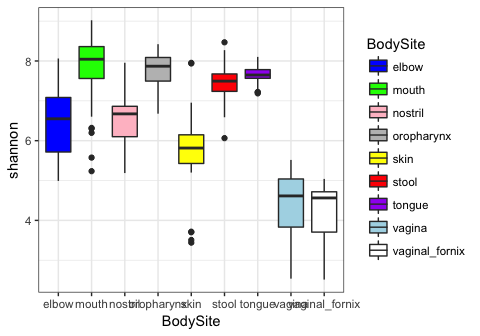 shannon
8
6
4
elbow mouth nostril oropharynx skin stool tongue vagina vaginal_fornix
BodySite
BodySite
elbow
mouth
nostril
oropharynx
skin
stool
tongue
vagina
vaginal_fornix